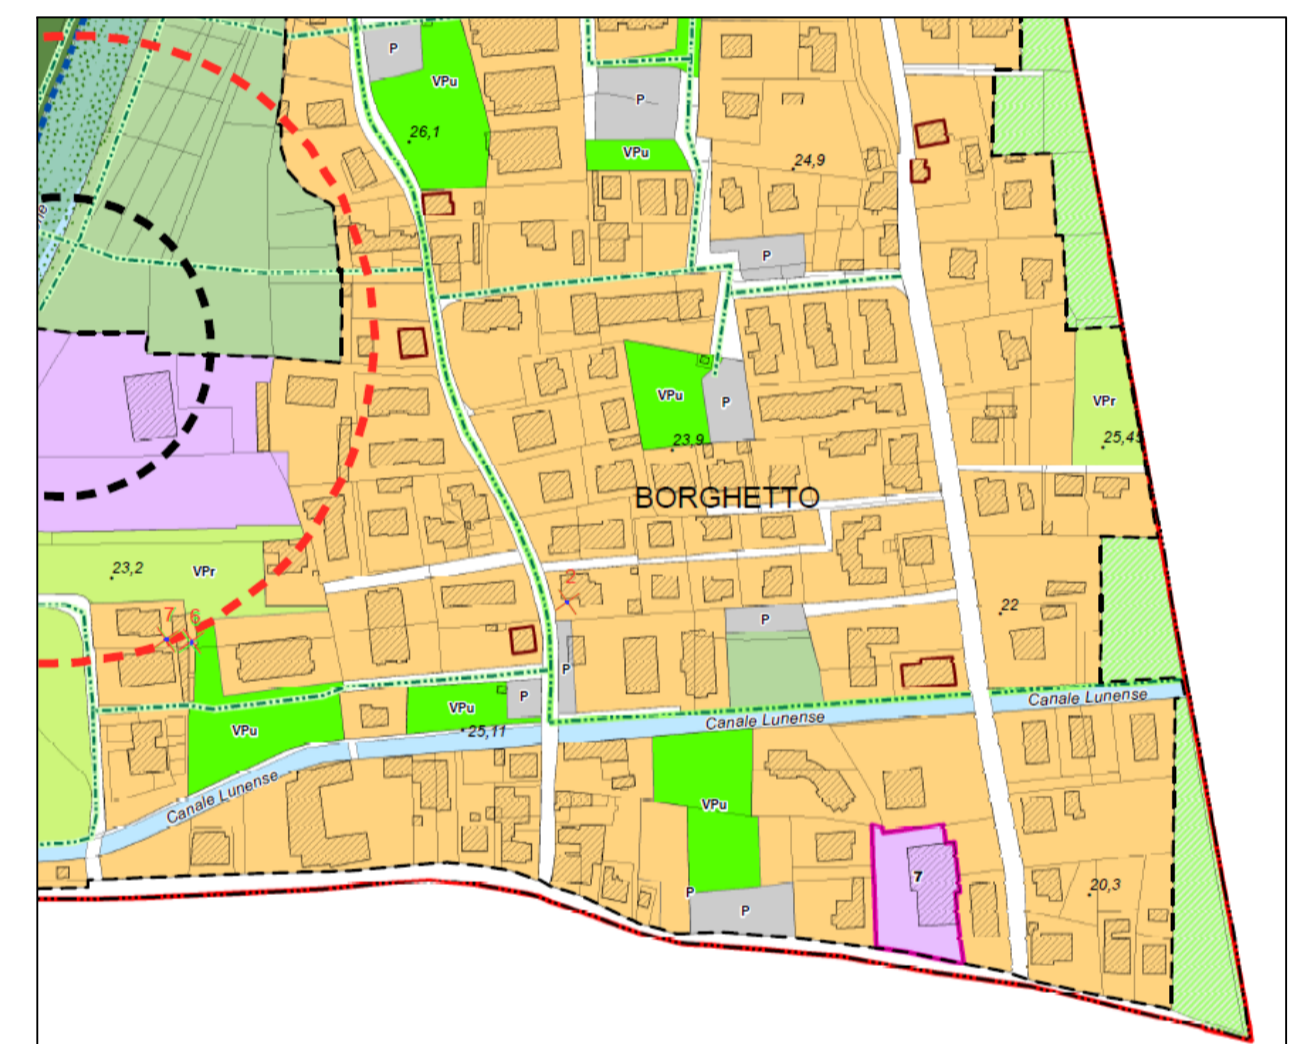 P
VPu
26,1
P
VPu
24,9
P
VPu
P
23,9
VPr
25,45
BORGHETTO
23,2
VPr
2
7
6
22
P
P
P
VPu
25,11
VPu
Canale Lunense
Canale Lunense
Canale Lunense
VPu
7
20,3
P
P